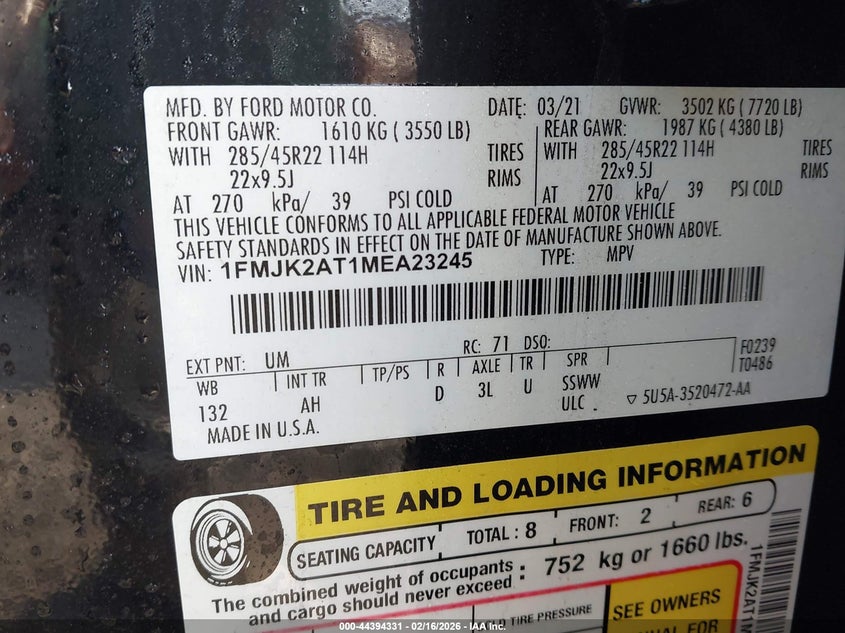 MFD. BY FORD MOTOR CO. DATE: 03/21 GVWR: 3502 KG ( 7720 LB)
FRONT GAWR: 1610 KG ( 3550 LB) REAR GAWR: 1987 KG ( 4380 LB)
WITH 285/45R22 114H TIRES WITH 285/45R22 114H TIRES
22x9.5J RIMS 22x9.5J RIMS
AT 270 kPa/ 39 PSI COLD AT 270 kPa/ 39 PSI COLD
THIS VEHICLE CONFORMS TO ALL APPLICABLE FEDERAL MOTOR VEHICLE
SAFETY STANDARDS IN EFFECT ON THE DATE OF MANUFACTURE SHOWN ABOVE.
VIN: 1FMJK2AT1MEA23245 TYPE: MPV
EXT PNT: UM RC: 71 DSO: F0239
WB INT TR TP/PS R AXLE TR SPR T0486
132 AH D 3L U SSWW
ULC . ▽ 5U5A-3520472-AA
MADE IN U.S.A.
TIRE AND LOADING INFORMATION
SEATING CAPACITY TOTAL : 8 FRONT: 2 REAR: 6
The combined weight of occupants
and cargo should never exceed : 752 kg or 1660 lbs.
TIRE PRESSURE
SEE OWNERS
FOR
1FMJK2AT1M
000-44394331 - 02/16/2026 - IAA Inc.